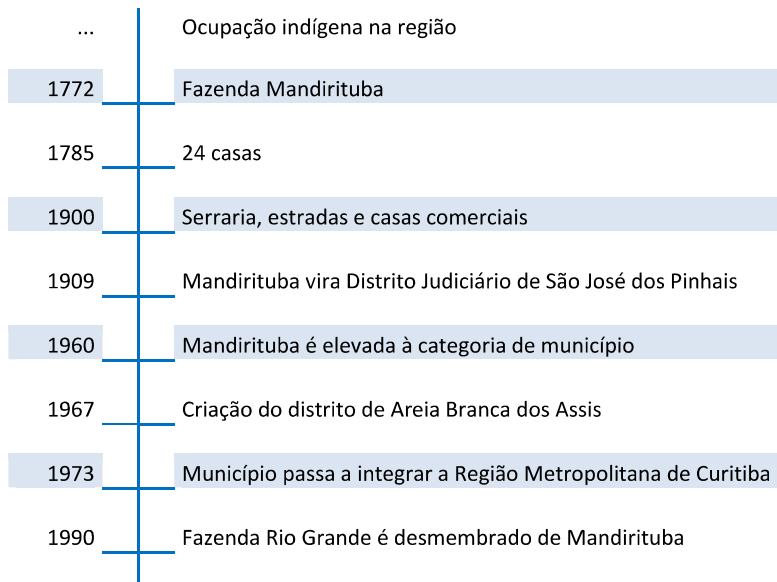 ... Ocupação indígena na região
1772 Fazenda Mandirituba
1785 24 casas
1900 Serraria, estradas e casas comerciais
1909 Mandirituba vira Distrito Judiciário de São José dos Pinhais
1960 Mandirituba é elevada à categoria de município
1967 Criação do distrito de Areia Branca dos Assis
1973 Município passa a integrar a Região Metropolitana de Curitiba
1990 Fazenda Rio Grande é desmembrado de Mandirituba